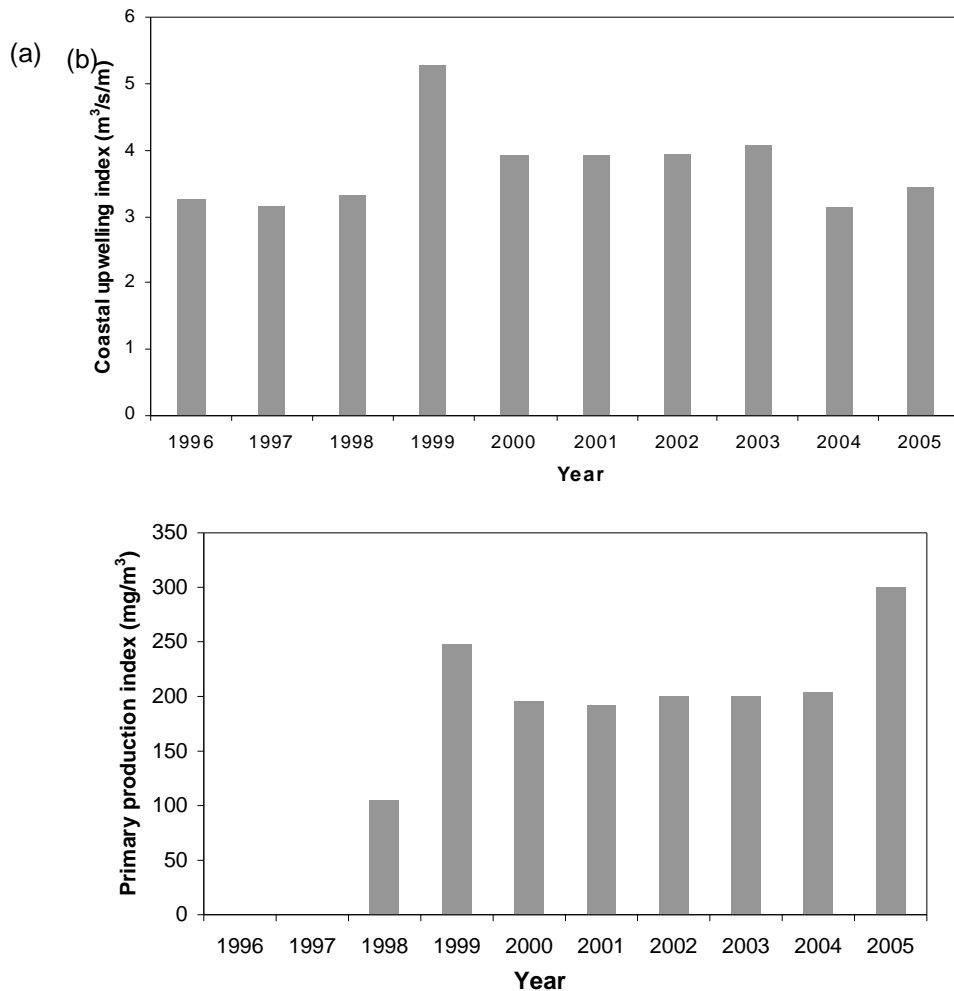 (a) (b)
Coastal upwelling index (m³/s/m)
6
5
4
3
2
1
0
1996 1997 1998 1999 2000 2001 2002 2003 2004 2005
Year
Primary production index (mg/m³)
350
300
250
200
150
100
50
0
1996 1997 1998 1999 2000 2001 2002 2003 2004 2005
Year